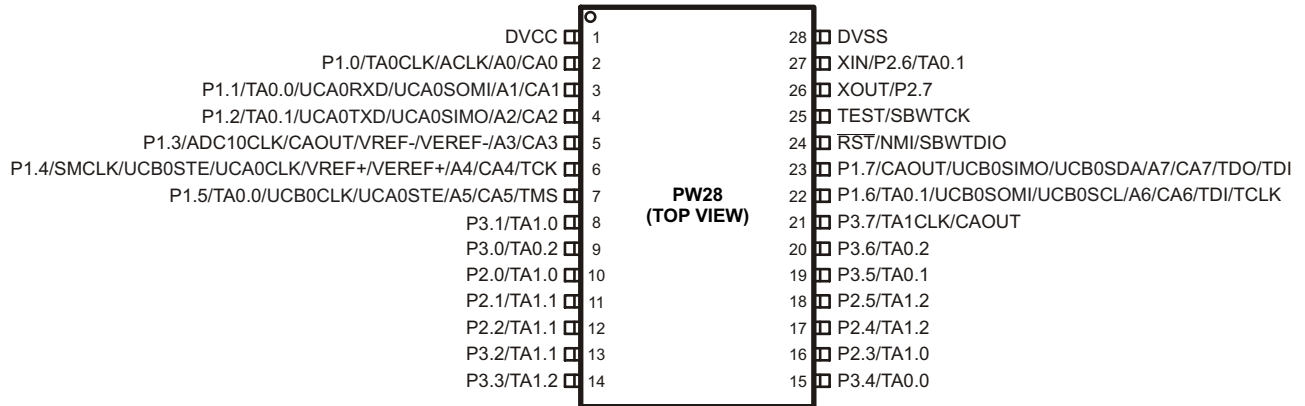 DVCC 1 28 DVSS
P1.0/TA0CLK/ACLK/A0/CA0 2 27 XIN/P2.6/TA0.1
P1.1/TA0.0/UCA0RXD/UCA0SOMI/A1/CA1 3 26 XOUT/P2.7
P1.2/TA0.1/UCA0TXD/UCA0SIMO/A2/CA2 4 25 TEST/SBWTCK
P1.3/ADC10CLK/CAOUT/VREF-/VEREF-/A3/CA3 5 24 RST/NMI/SBWTDIO
P1.4/SMCLK/UCB0STE/UCA0CLK/VREF+/VEREF+/A4/CA4/TCK 6 23 P1.7/CAOUT/UCB0SIMO/UCB0SDA/A7/CA7/TDO/TDI
P1.5/TA0.0/UCB0CLK/UCA0STE/A5/CA5/TMS 7 PW28 22 P1.6/TA0.1/UCB0SOMI/UCB0SCL/A6/CA6/TDI/TCLK
P3.1/TA1.0 8 (TOP VIEW) 21 P3.7/TA1CLK/CAOUT
P3.0/TA0.2 9 20 P3.6/TA0.2
P2.0/TA1.0 10 19 P3.5/TA0.1
P2.1/TA1.1 11 18 P2.5/TA1.2
P2.2/TA1.1 12 17 P2.4/TA1.2
P3.2/TA1.1 13 16 P2.3/TA1.0
P3.3/TA1.2 14 15 P3.4/TA0.0